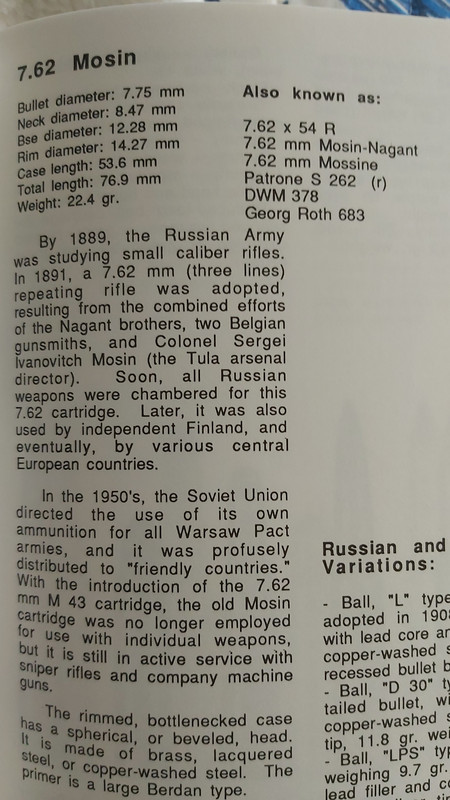 7.62 Mosin
Bullet diameter: 7.75 mm
Neck diameter: 8.47 mm
Bse diameter: 12.28 mm
Rim diameter: 14.27 mm
Case length: 53.6 mm
Total length: 76.9 mm
Weight: 22.4 gr.
Also known as:
7.62 x 54 R
7.62 mm Mosin-Nagant
7.62 mm Mossine
Patrone S 262 (r)
DWM 378
Georg Roth 683
By 1889, the Russian Army
was studying small caliber rifles.
In 1891, a 7.62 mm (three lines)
repeating rifle was adopted,
resulting from the combined efforts
of the Nagant brothers, two Belgian
gunsmiths, and Colonel Sergei
Ivanovitch Mosin (the Tula arsenal
director). Soon, all Russian
weapons were chambered for this
7.62 cartridge. Later, it was also
used by independent Finland, and
eventually, by various central
European countries.
In the 1950's, the Soviet Union
directed the use of its own
ammunition for all Warsaw Pact
armies, and it was profusely
distributed to "friendly countries."
With the introduction of the 7.62
mm M 43 cartridge, the old Mosin
cartridge was no longer employed
for use with individual weapons,
but it is still in active service with
sniper rifles and company machine
guns.
The rimmed, bottlenecked case
has a spherical, or beveled, head.
It is made of brass, lacquered
steel, or copper-washed steel. The
primer is a large Berdan type.
Russian and
Variations:
- Ball, "L" type
adopted in 1908
with lead core an
copper-washed s
recessed bullet b
- Ball, "D 30" ty
tailed bullet, wi
copper-washed s
tip, 11.8 gr. wei
- Ball, "LPS" typ
weighing 9.7 gr.
lead filler and co